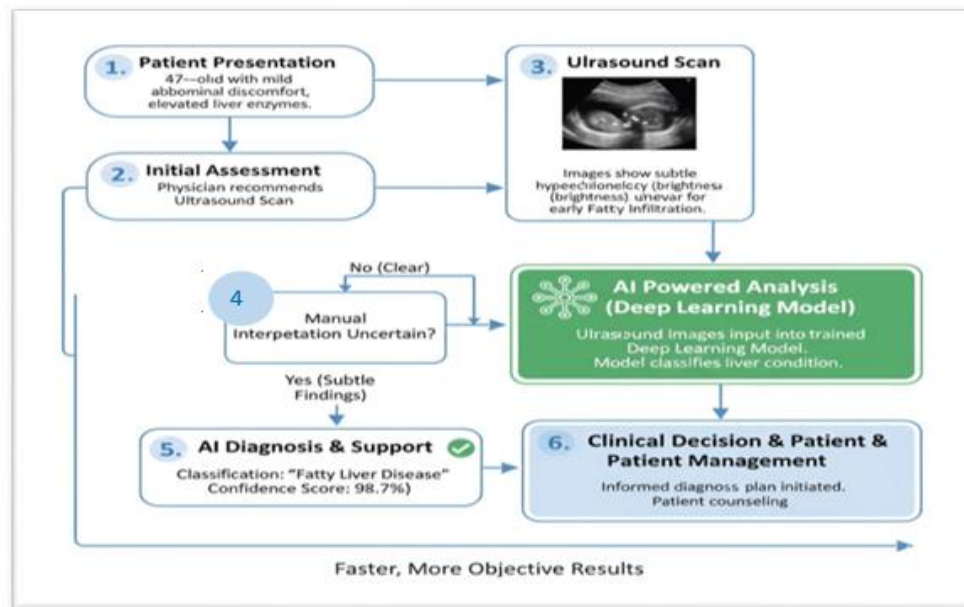 1. Patient Presentation
47--olid with mild
abdominal discomfort,
elevated liver enzymes.
2. Initial Assessment
Physician recommends
Ultrasound Scan
3. Ultrasound Scan
Images show subtle
(brightness
(brightness) for
early Fatty Infiltration.
No (Clear)
4
Manual
Interpetation Uncertain?
AI Powered Analysis
(Deep Learning Model)
Ulrasound images input into trained
Deep Learning Model.
Model classifies liver condition.
Yes (Subtle
Findings)
5. AI Diagnosis & Support
Classification: "Fatty Liver Disease"
Confidence Score: 98.7%)
6. Clinical Decision & Patient &
Patient Management
Informed diagnoss plan initiated.
Patient counseling
Faster, More Objective Results